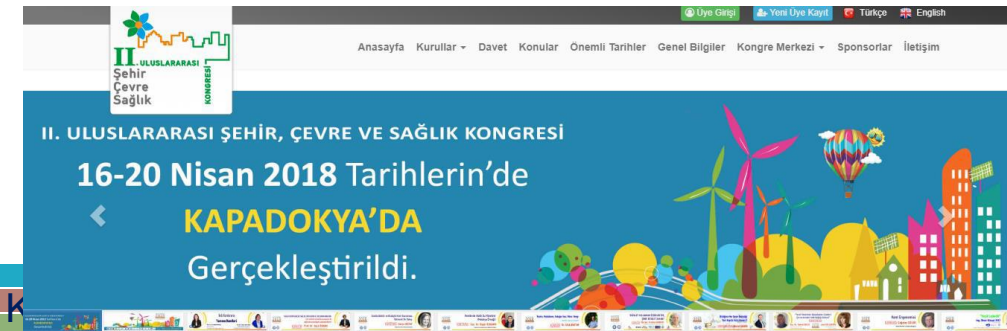 Üye Girişi Yeni Üye Kayıt Türkçe English
Anasayfa Kurullar Davet Konular Önemli Tarihler Genel Bilgiler Kongre Merkezi Sponsorlar İletişim
II. ULUSLARARASI
Şehir
Çevre
Sağlık
KONGRESİ
II. ULUSLARARASI ŞEHİR, ÇEVRE VE SAĞLIK KONGRESİ
16-20 Nisan 2018 Tarihlerin’de
KAPADOKYA’DA
Gerçekleştirildi.
K